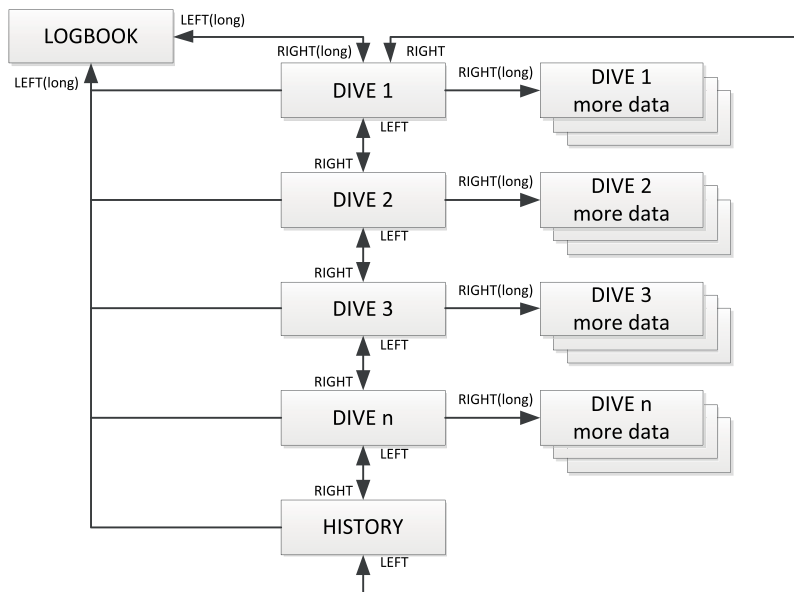 LOGBOOK
LEFT(long)
RIGHT(long)
RIGHT
LEFT(long)
DIVE 1
RIGHT(long)
DIVE 1
more data
LEFT
RIGHT
DIVE 2
RIGHT(long)
DIVE 2
more data
LEFT
RIGHT
DIVE 3
RIGHT(long)
DIVE 3
more data
LEFT
RIGHT
DIVE n
RIGHT(long)
DIVE n
more data
LEFT
RIGHT
HISTORY
LEFT